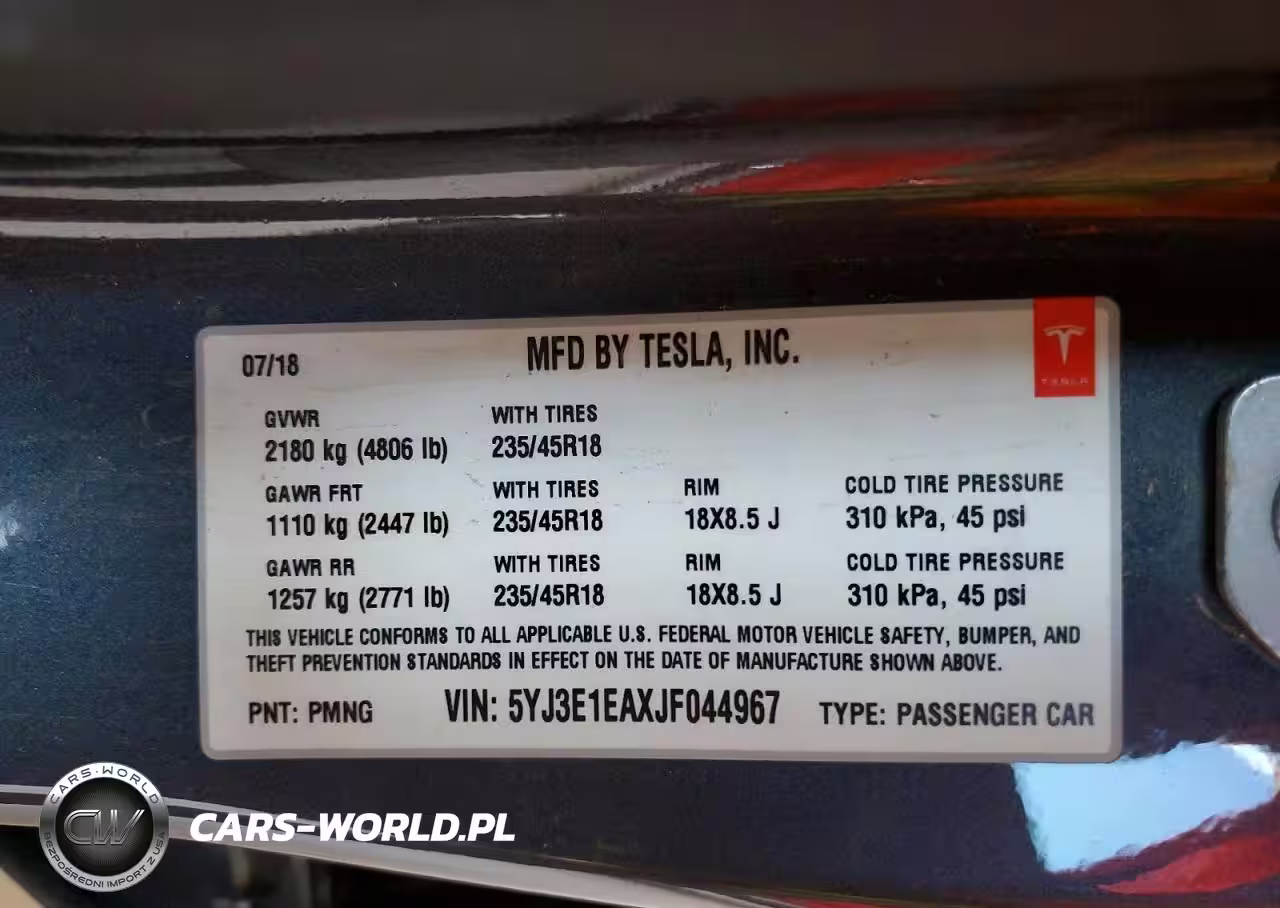 07/18
MFD BY TESLA, INC.
TESLA
GVWR
WITH TIRES
2180 kg (4806 lb)
235/45R18
GAWR FRT
WITH TIRES
RIM
COLD TIRE PRESSURE
1110 kg (2447 lb)
235/45R18
18X8.5 J
310 kPa, 45 psi
GAWR RR
WITH TIRES
RIM
COLD TIRE PRESSURE
1257 kg (2771 lb)
235/45R18
18X8.5 J
310 kPa, 45 psi
THIS VEHICLE CONFORMS TO ALL APPLICABLE U.S. FEDERAL MOTOR VEHICLE SAFETY, BUMPER, AND
THEFT PREVENTION STANDARDS IN EFFECT ON THE DATE OF MANUFACTURE SHOWN ABOVE.
PNT: PMNG
VIN: 5YJ3E1EAXJF044967
TYPE: PASSENGER CAR
CARS-WORLD
CW
BEZPOŚREDNI IMPORT Z USA
CARS-WORLD.PL